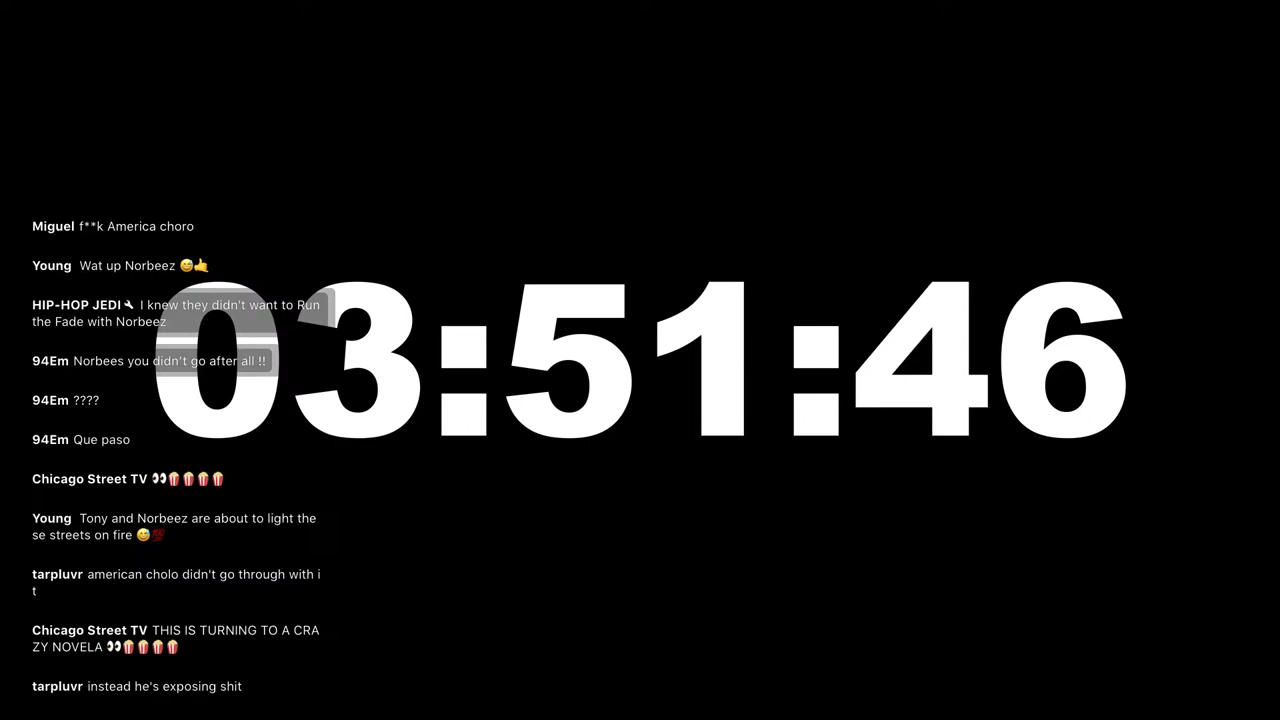 Miguel f**k America choro
Young Wat up Norbeez 😅🤙
HIP-HOP JEDI🔧 I knew they didn't want to Run
the Fade with Norbeez
94Em Norbees you didn't go after all !!
03:51:46
94Em ????
94Em Que paso
Chicago Street TV 👀🍿🍿🍿🍿
Young Tony and Norbeez are about to light the
se streets on fire 😅💯
tarpluvr american cholo didn't go through with i
t
Chicago Street TV THIS IS TURNING TO A CRA
ZY NOVELA 👀🍿🍿🍿🍿
tarpluvr instead he's exposing shit